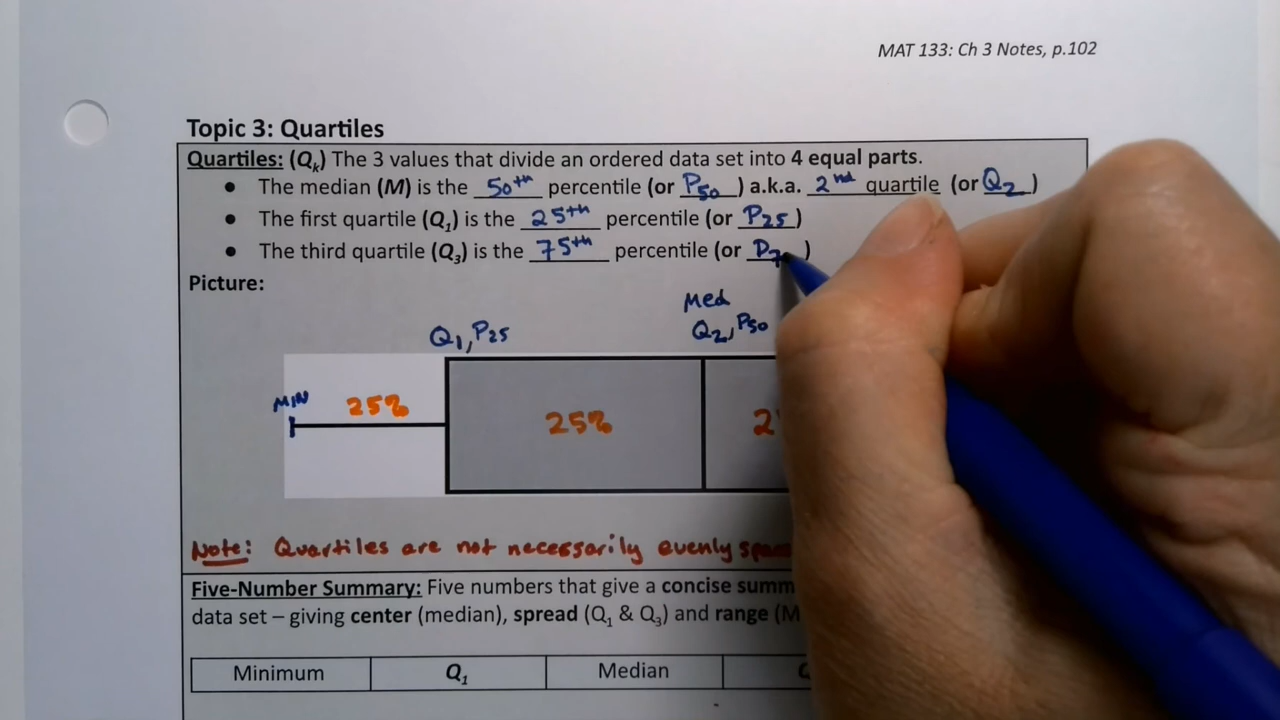 MAT 133: Ch 3 Notes, p.102
Topic 3: Quartiles
Quartiles: (Qk) The 3 values that divide an ordered data set into 4 equal parts.
• The median (M) is the 50th percentile (or P50) a.k.a. 2nd quartile (or Q2)
• The first quartile (Q1) is the 25th percentile (or P25)
• The third quartile (Q3) is the 75th percentile (or P7)
Picture:
Med
Q1, P25 Q2, P50
MIN 25% 25% 2
Note: Quartiles are not necessarily evenly
Five-Number Summary: Five numbers that give a concise
data set – giving center (median), spread (Q1 & Q3) and range (M
Minimum Q1 Median